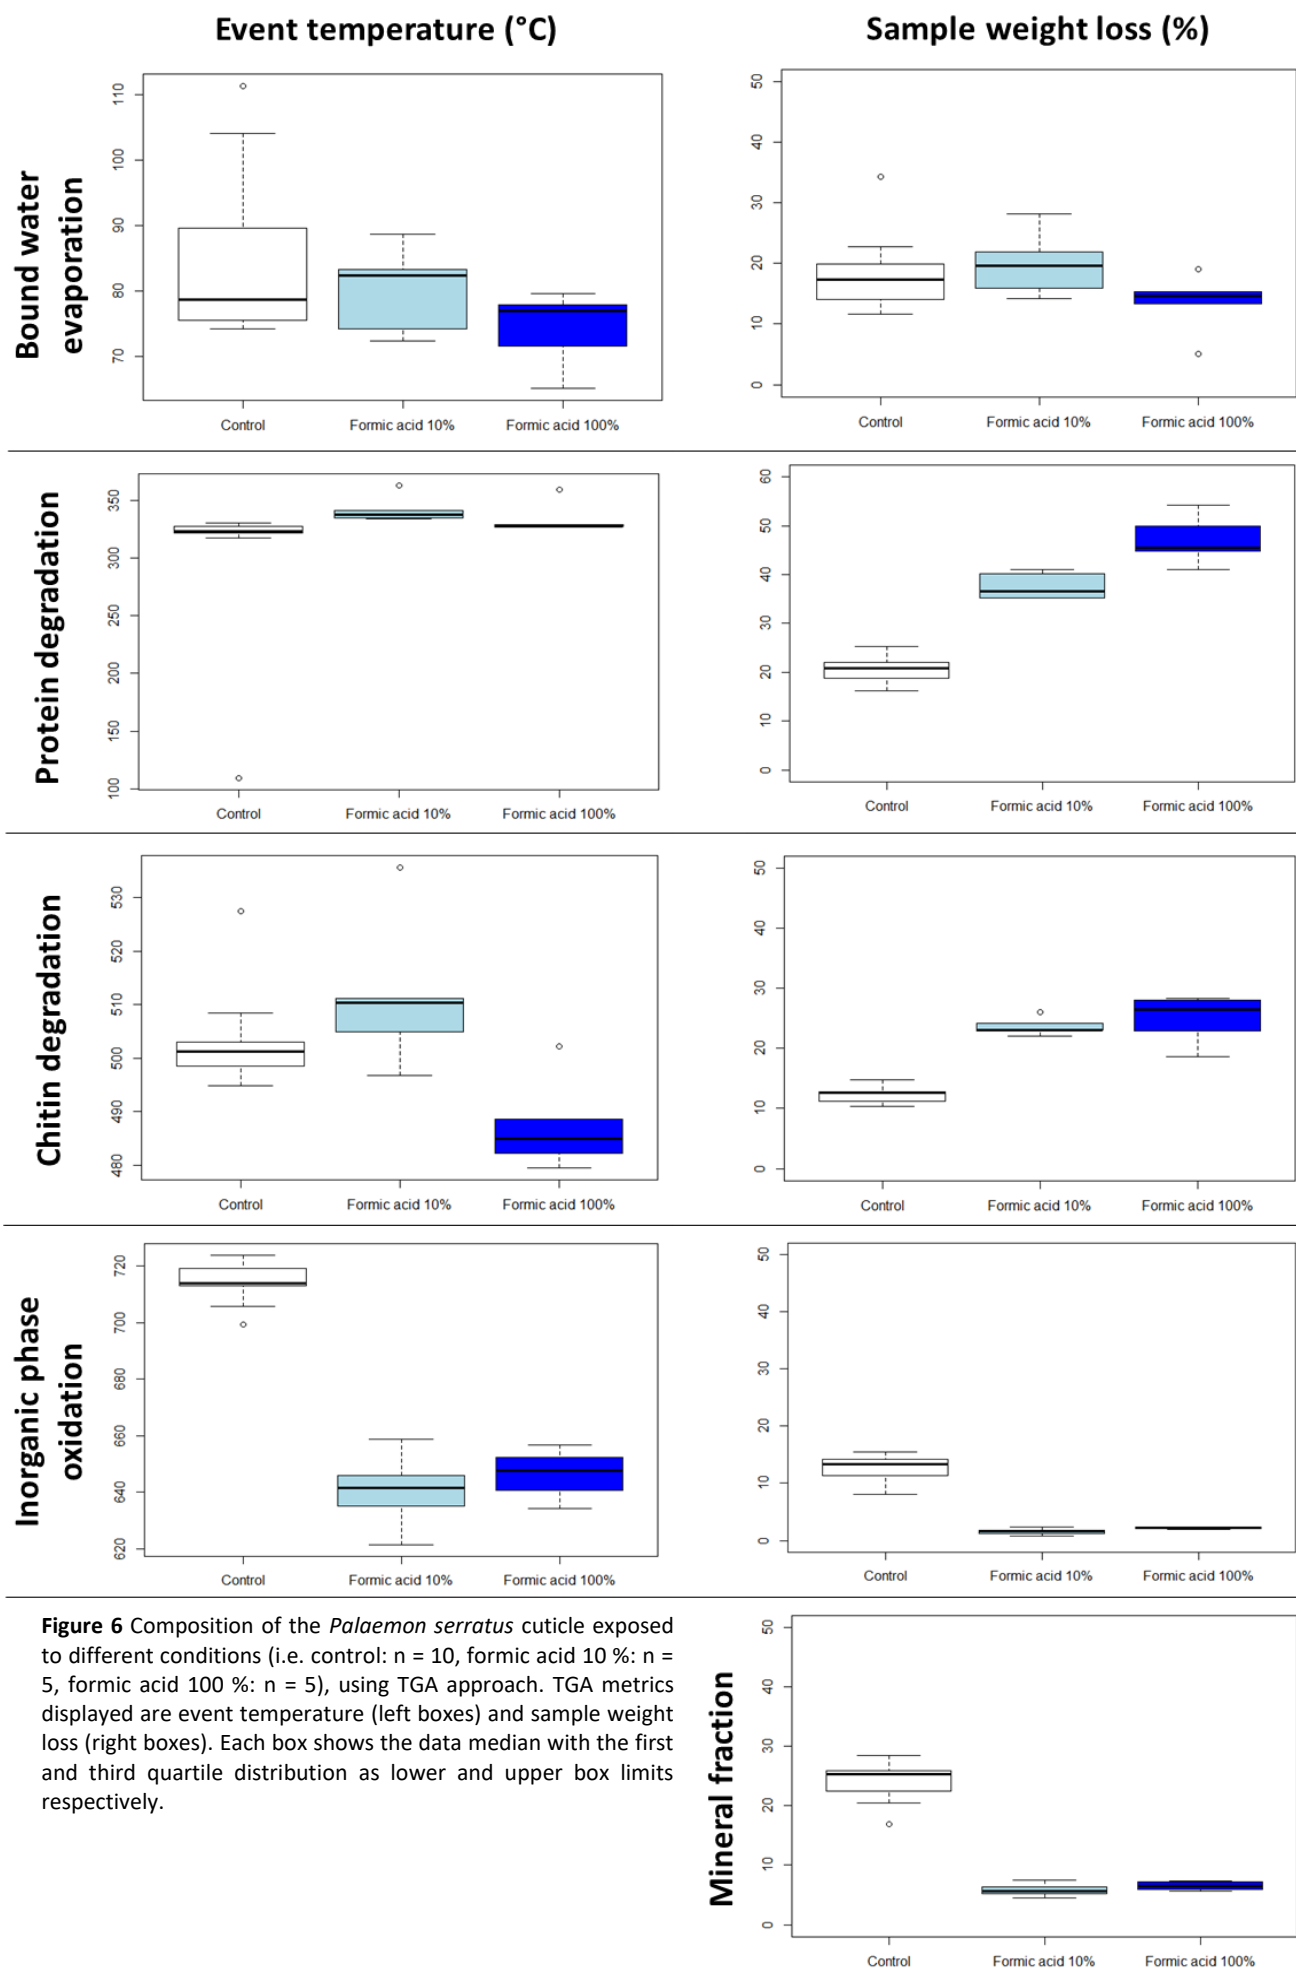 Event temperature (°C)
Sample weight loss (%)
Bound water
evaporation
110
100
90
80
70
Control
Formic acid 10%
Formic acid 100%
50
40
30
20
10
0
Control
Formic acid 10%
Formic acid 100%
Protein degradation
350
300
250
200
150
100
Control
Formic acid 10%
Formic acid 100%
60
50
40
30
20
10
0
Control
Formic acid 10%
Formic acid 100%
Chitin degradation
530
520
510
500
490
480
Control
Formic acid 10%
Formic acid 100%
50
40
30
20
10
0
Control
Formic acid 10%
Formic acid 100%
Inorganic phase
oxidation
720
700
680
660
640
620
Control
Formic acid 10%
Formic acid 100%
50
40
30
20
10
0
Control
Formic acid 10%
Formic acid 100%
Figure 6 Composition of the Palaemon serratus cuticle exposed
to different conditions (i.e. control: n = 10, formic acid 10 %: n =
5, formic acid 100 %: n = 5), using TGA approach. TGA metrics
displayed are event temperature (left boxes) and sample weight
loss (right boxes). Each box shows the data median with the first
and third quartile distribution as lower and upper box limits
respectively.
Mineral fraction
50
40
30
20
10
0
Control
Formic acid 10%
Formic acid 100%